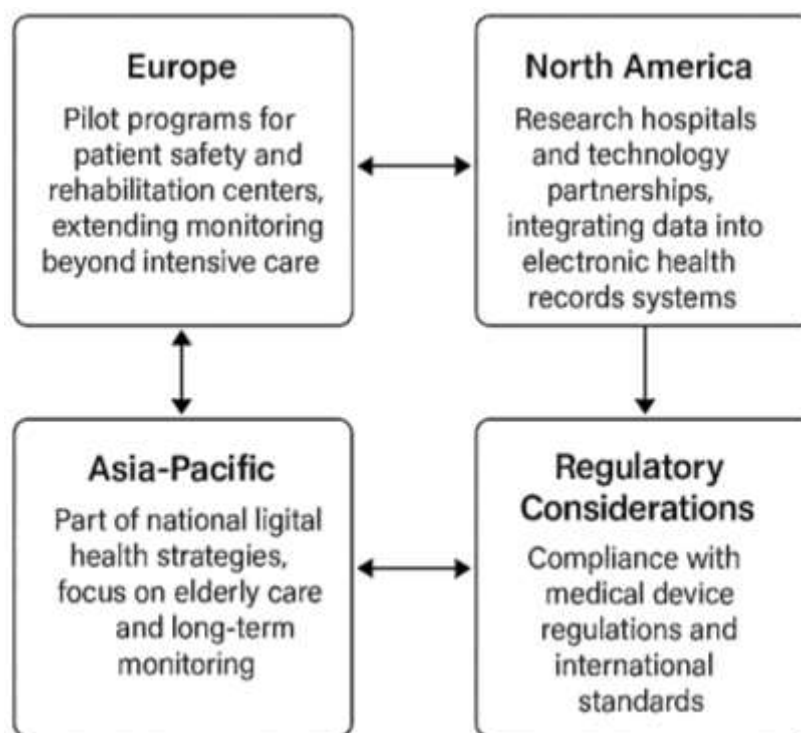 Europe
Pilot programs for
patient safety and
rehabilitation centers,
extending monitoring
beyond intensive care
North America
Research hospitals
and technology
partnerships,
integrating data into
electronic health
records systems
Asia-Pacific
Part of national ligital
health strategies,
focus on elderly care
and long-term
monitoring
Regulatory
Considerations
Compliance with
medical device
regulations and
international
standards